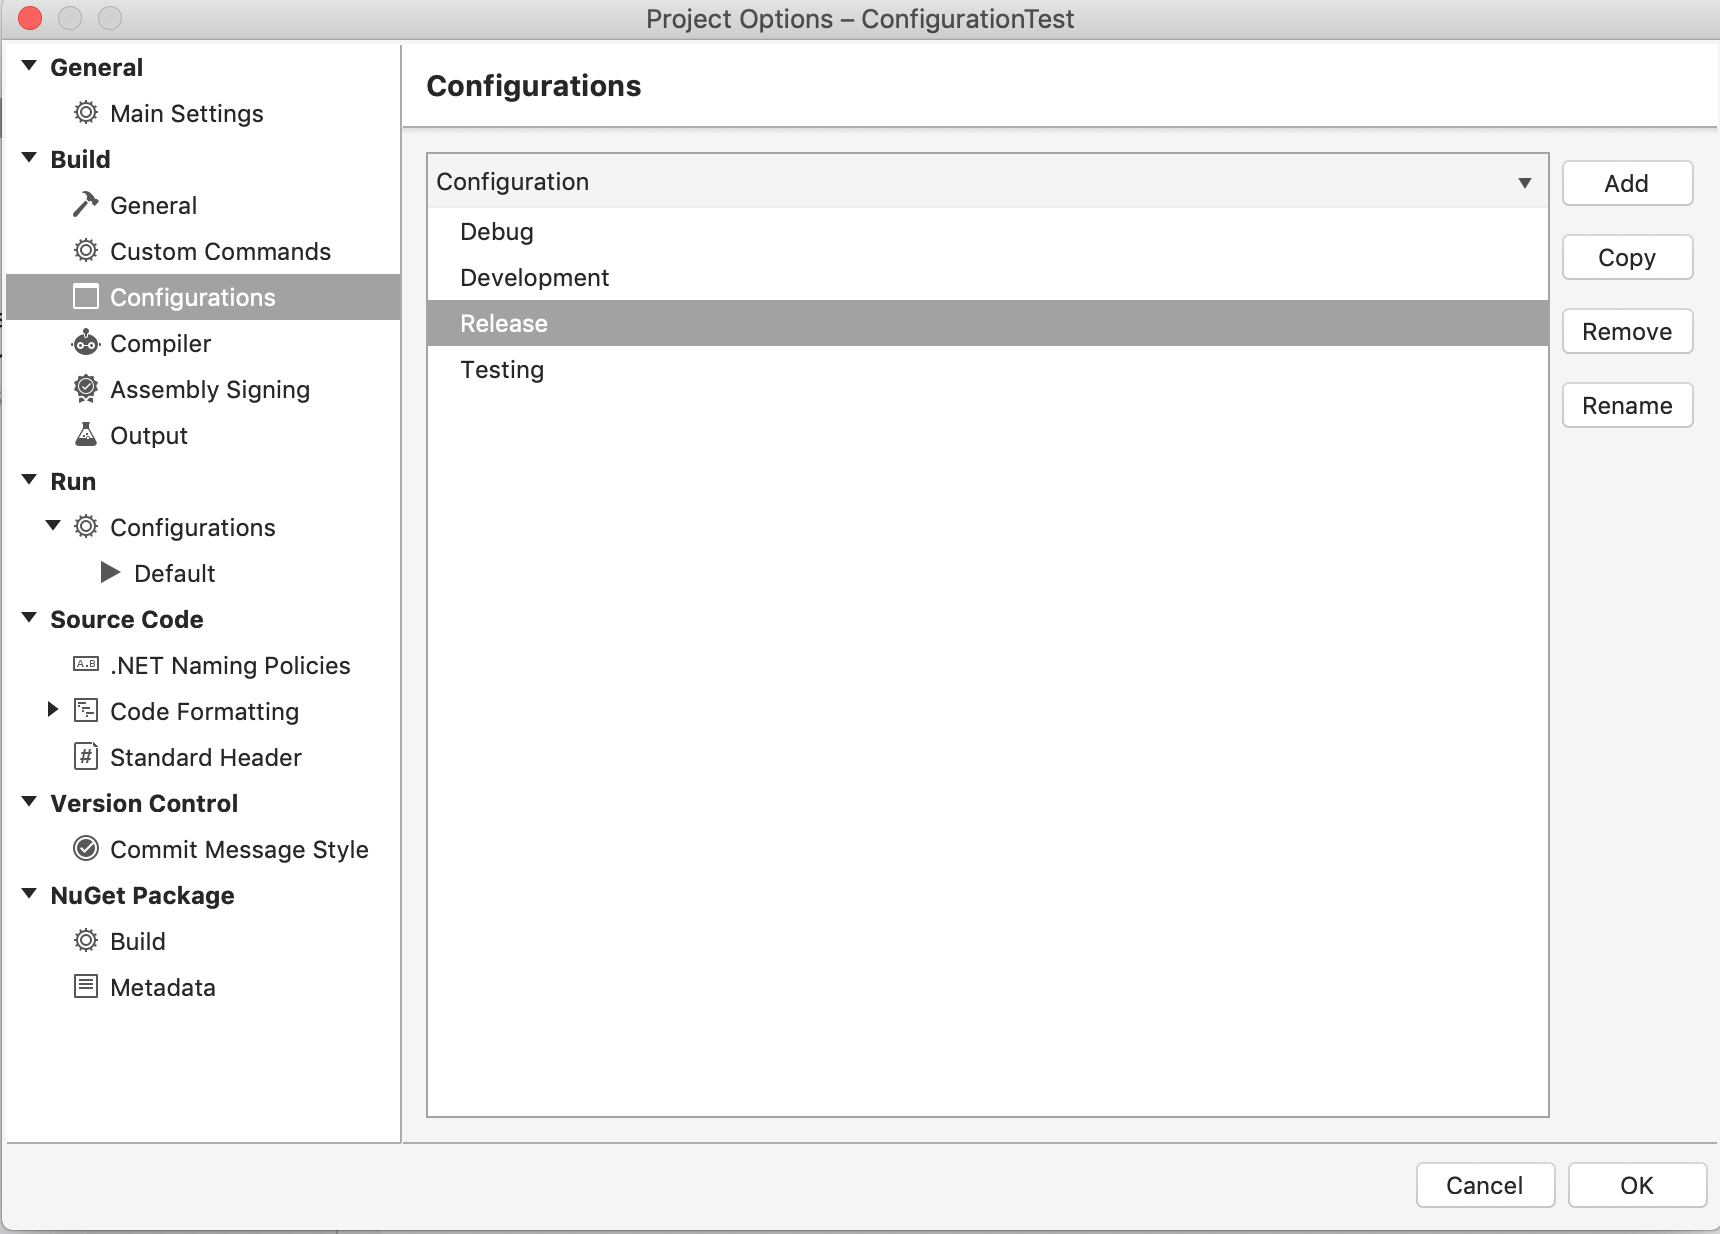 Project Options – ConfigurationTest
General
Main Settings
Build
General
Custom Commands
Configurations
Compiler
Assembly Signing
Output
Run
Configurations
Default
Source Code
A.B .NET Naming Policies
Code Formatting
# Standard Header
Version Control
Commit Message Style
NuGet Package
Build
Metadata
Configurations
Configuration
Debug
Development
Release
Testing
Add
Copy
Remove
Rename
Cancel
OK